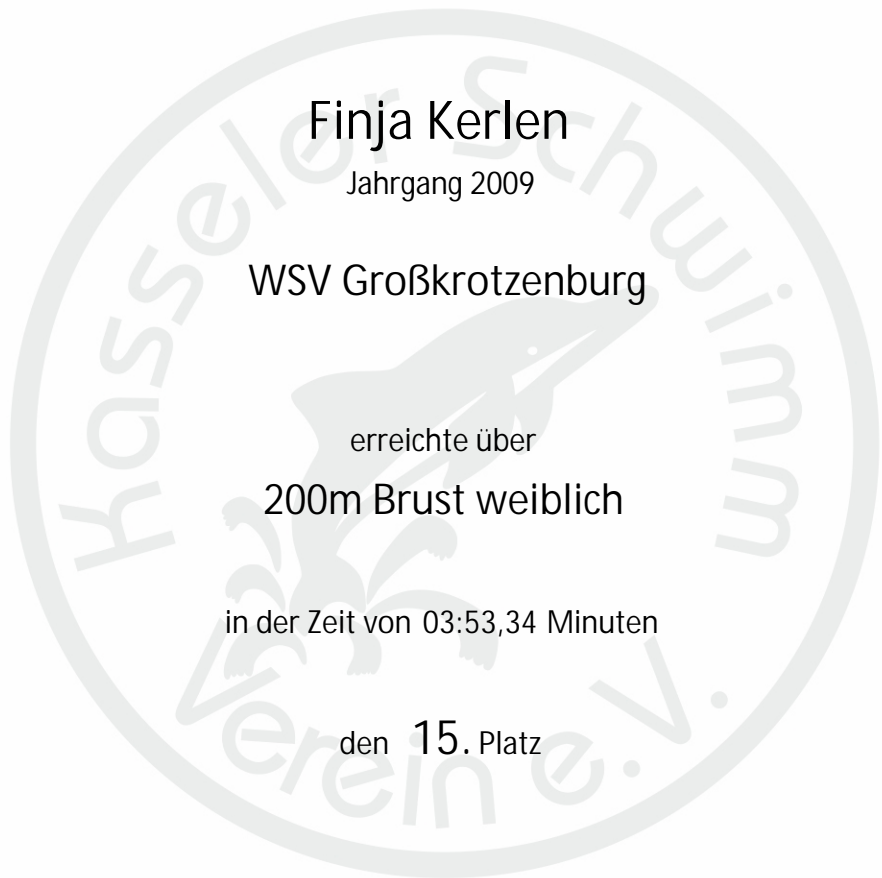 Finja Kerlen
Jahrgang 2009
WSV Großkrotzenburg
erreichte über
200m Brust weiblich
in der Zeit von 03:53,34 Minuten
den 15. Platz
Kasseler Schwimm
Verein e.V.